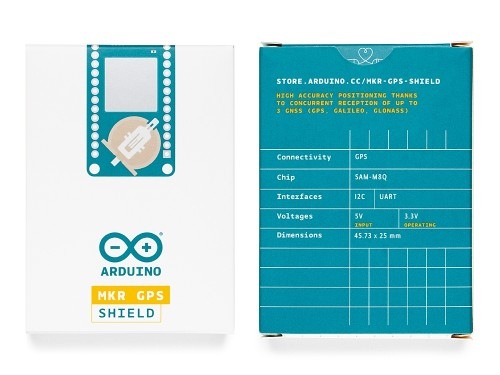 ARDUINO
MKR GPS
SHIELD
STORE.ARDUINO.CC/MKR-GPS-SHIELD
HIGH ACCURACY POSITIONING THANKS
TO CONCURRENT RECEPTION OF UP TO
3 GNSS (GPS, GALILEO, GLONASS)
Connectivity GPS
Chip SAM-M8Q
Interfaces I2C UART
Voltages 5V 3.3V
INPUT OPERATING
Dimensions 45.73 x 25 mm